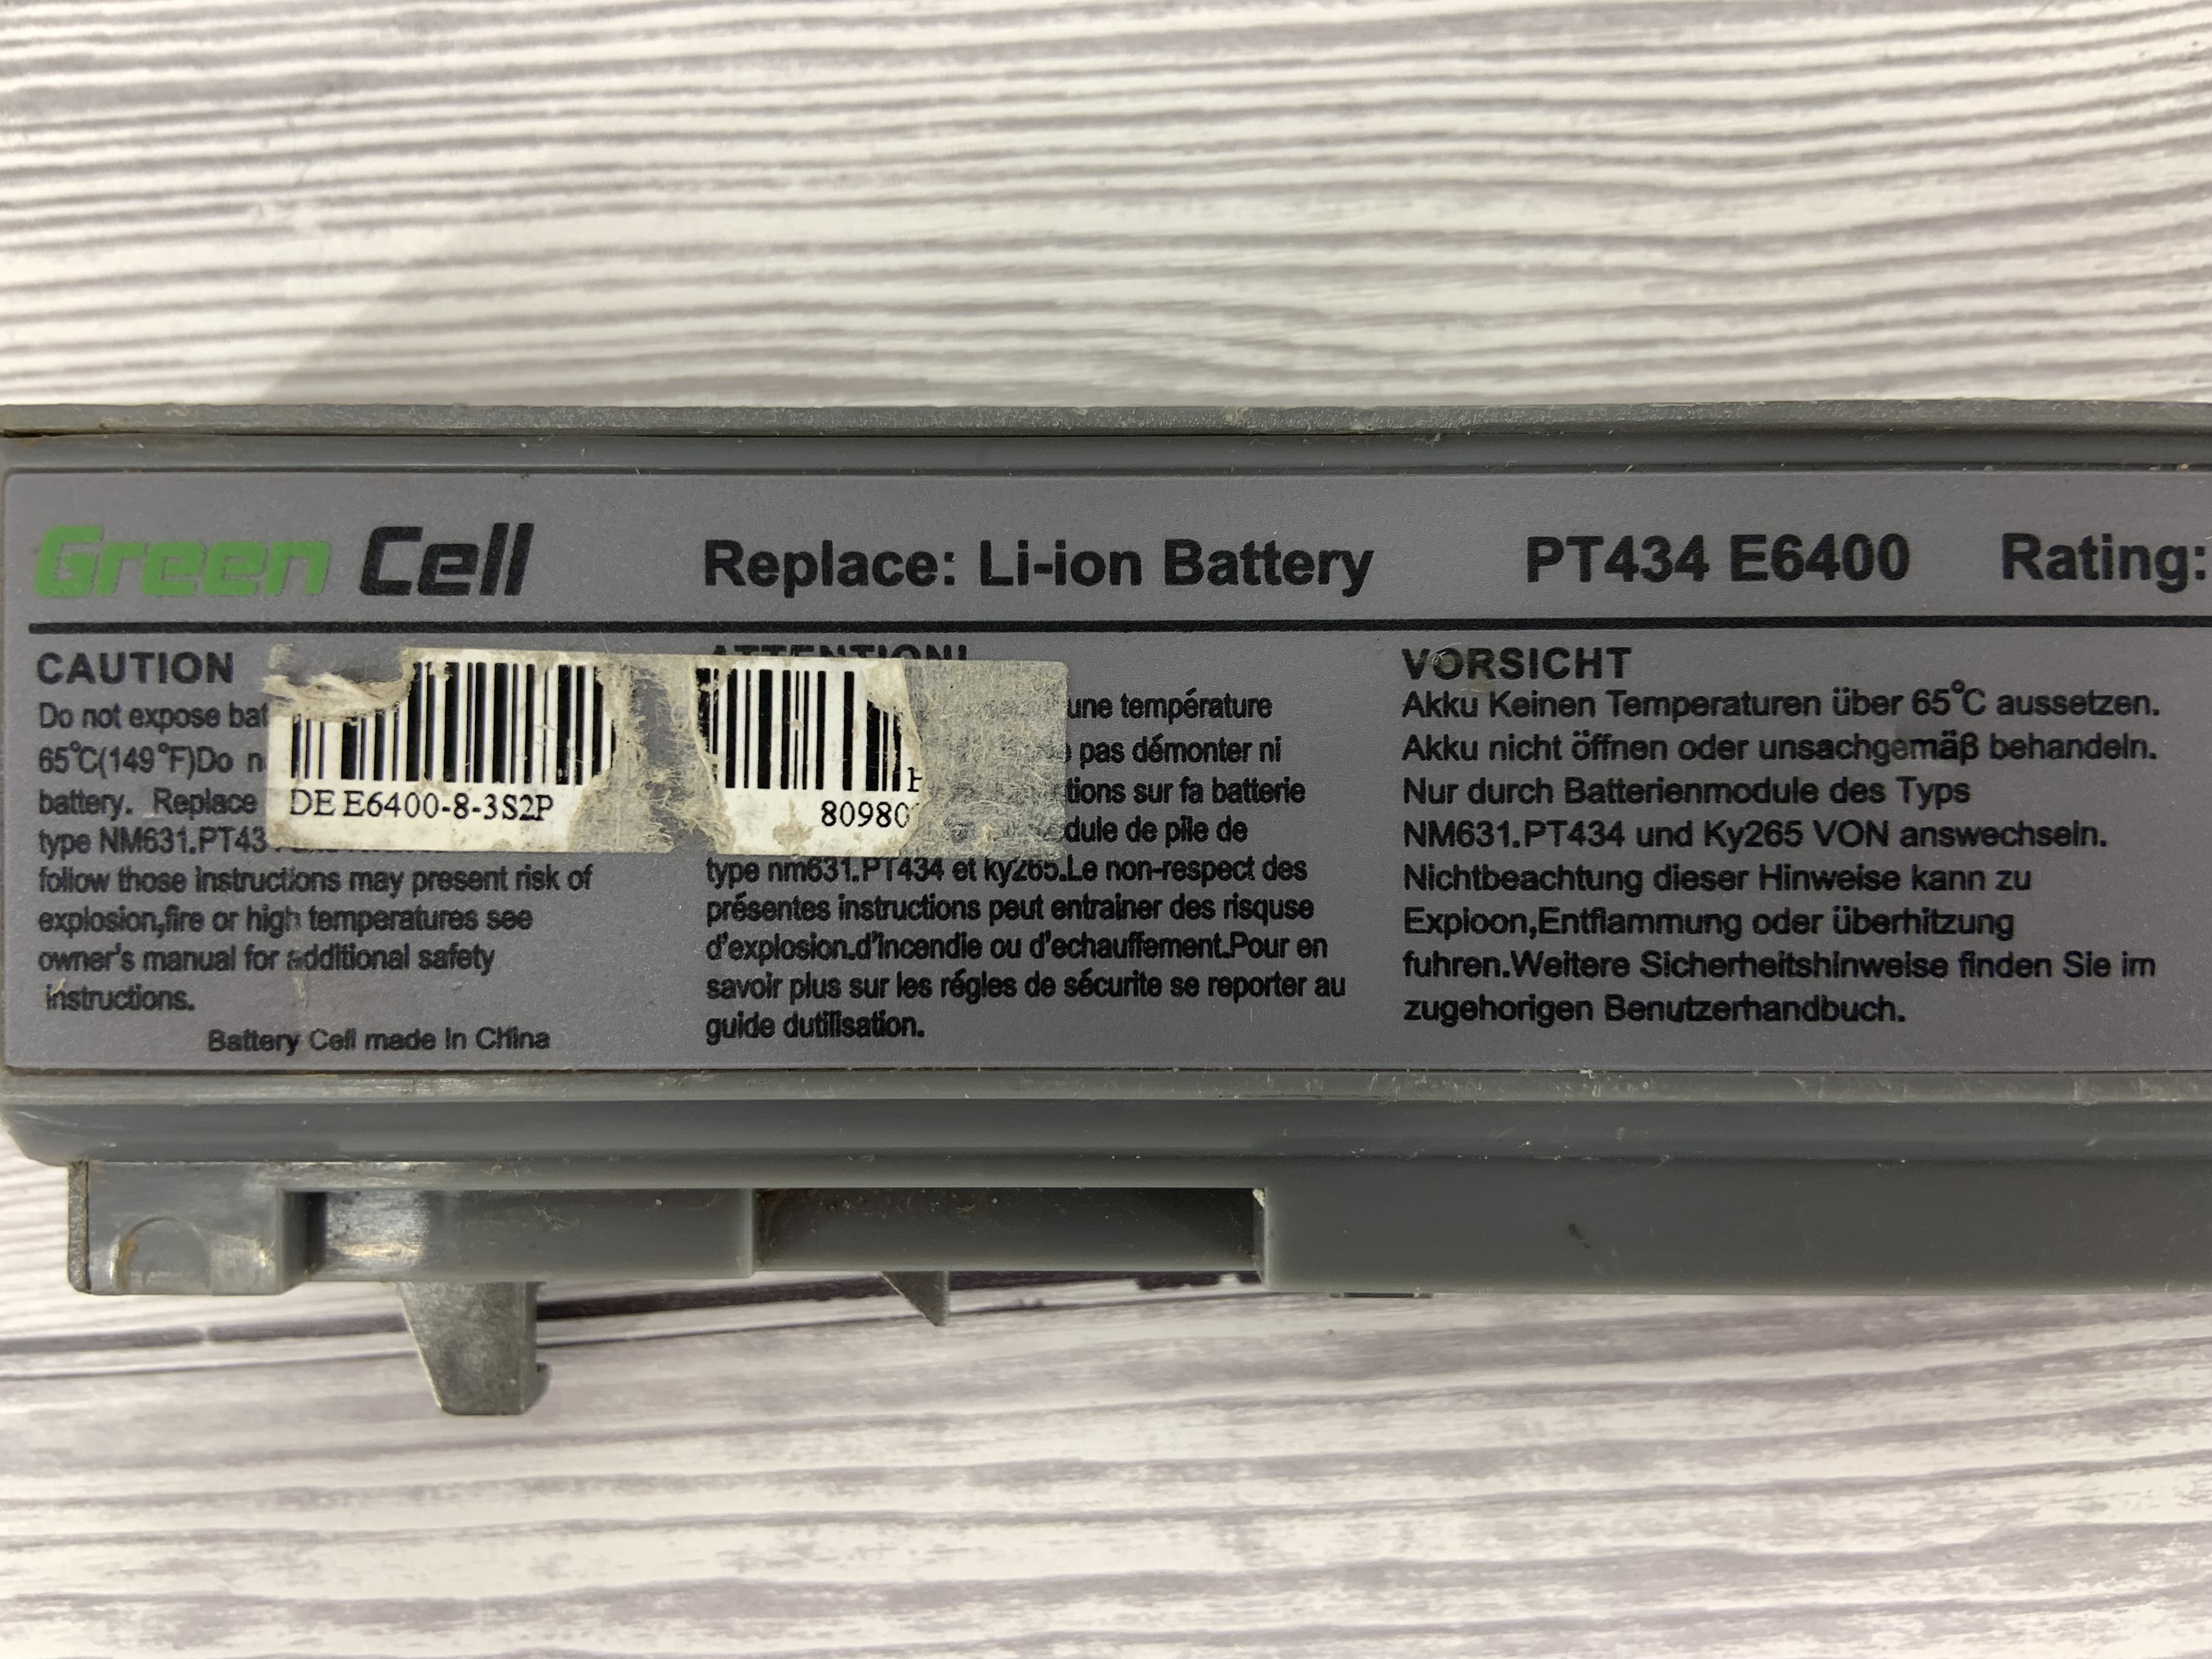 Green Cell
Replace: Li-ion Battery
PT434 E6400
Rating:
CAUTION
Do not expose bat
65°C(149°F)Do n
battery. Replace
type NM631.PT43
follow those instructions may present risk of
explosion,fire or high temperatures see
owner's manual for additional safety
instructions.
Battery Cell made in China
DE E6400-8-3S2P
80980
ATTENTION!
une température
pas démonter ni
tions sur fa batterie
dule de pile de
type nm631.PT434 et ky265.Le non-respect des
présentes instructions peut entrainer des risquse
d'explosion.d'incendie ou d'echauffement.Pour en
savoir plus sur les régles de sécurite se reporter au
guide dutilisation.
VORSICHT
Akku Keinen Temperaturen über 65°C aussetzen.
Akku nicht öffnen oder unsachgemäβ behandeln.
Nur durch Batterienmodule des Typs
NM631.PT434 und Ky265 VON answechseln.
Nichtbeachtung dieser Hinweise kann zu
Expioon,Entflammung oder überhitzung
fuhren.Weitere Sicherheitshinweise finden Sie im
zugehorigen Benutzerhandbuch.